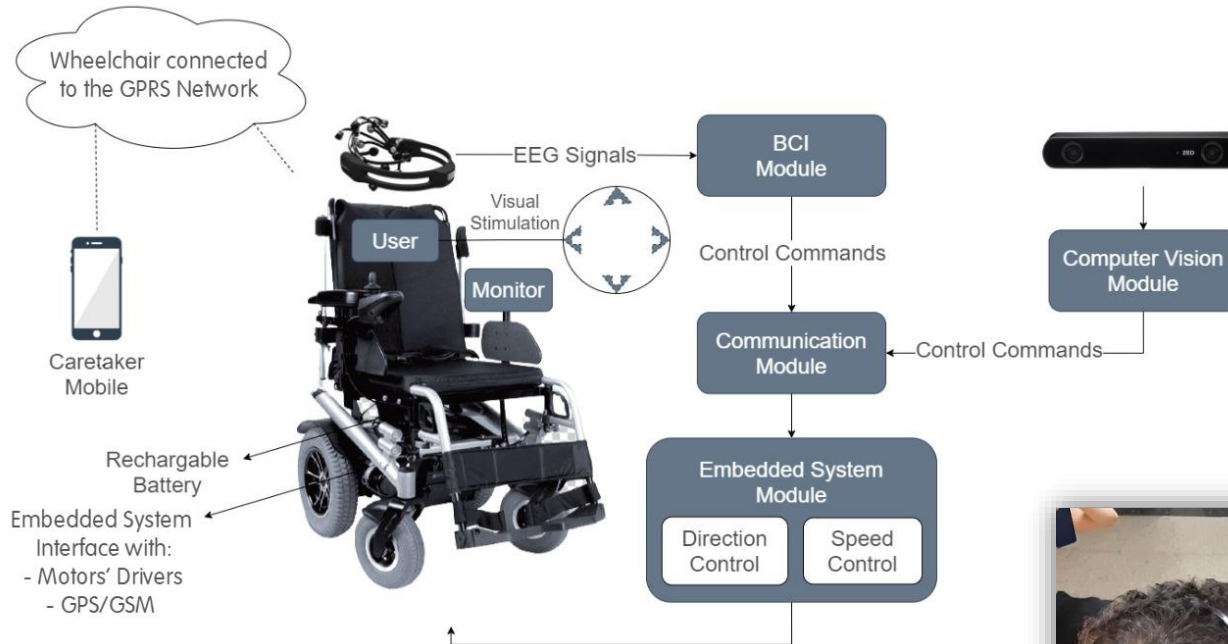 Wheelchair connected
to the GPRS Network
EEG Signals
BCI
Module
ZED
Visual
Stimulation
User
Control Commands
Computer Vision
Module
Monitor
Communication
Module
Control Commands
Caretaker
Mobile
Rechargable
Battery
Embedded System
Module
Embedded System
Interface with:
- Motors' Drivers
- GPS/GSM
Direction
Control
Speed
Control